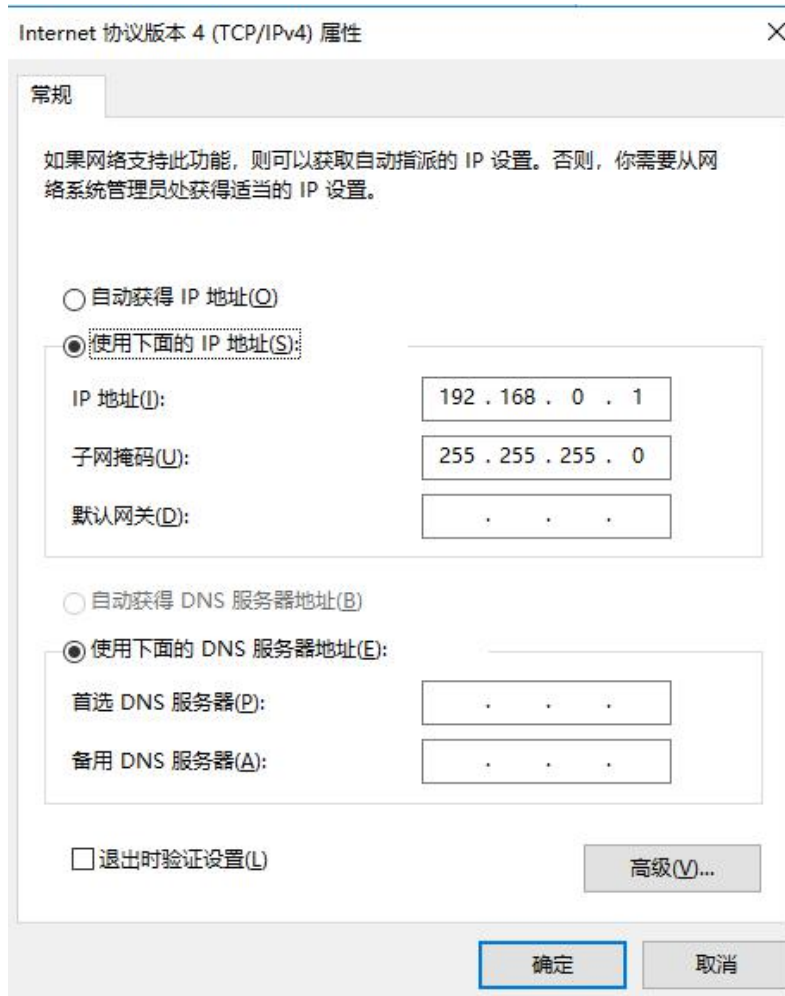 Internet 协议版本 4 (TCP/IPv4) 属性
常规
如果网络支持此功能，则可以获取自动指派的 IP 设置。否则，你需要从网
络系统管理员处获得适当的 IP 设置。
自动获得 IP 地址(O)
使用下面的 IP 地址(S):
IP 地址(I): 192 . 168 . 0 . 1
子网掩码(U): 255 . 255 . 255 . 0
默认网关(D): . . .
自动获得 DNS 服务器地址(B)
使用下面的 DNS 服务器地址(E):
首选 DNS 服务器(P): . . .
备用 DNS 服务器(A): . . .
退出时验证设置(L)
高级(V)...
确定 取消